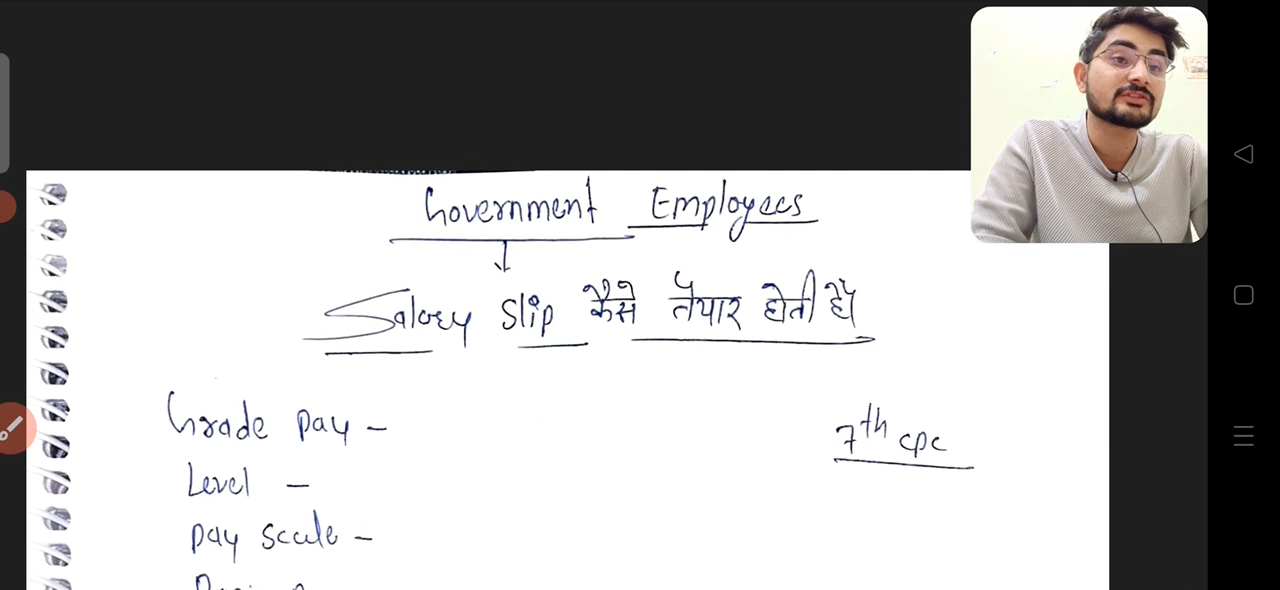 Government Employees
Salary Slip कैसे तैयार होती है
Grade pay -
7th cpc
Level -
pay scale -